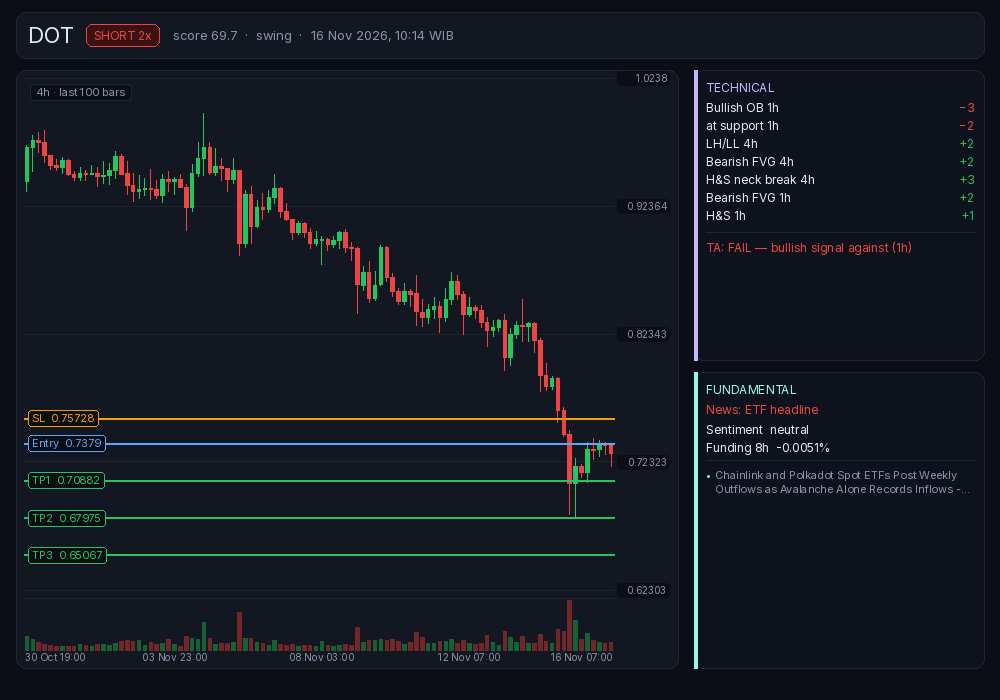 DOT SHORT 2x score 69.7 · swing · 16 Nov 2026, 10:14 WIB
4h · last 100 bars
1.0238
0.92364
0.82343
SL 0.75728
Entry 0.7379
0.72323
TP1 0.70882
TP2 0.67975
TP3 0.65067
0.62303
30 Oct 19:00 03 Nov 23:00 08 Nov 03:00 12 Nov 07:00 16 Nov 07:00
TECHNICAL
Bullish OB 1h −3
at support 1h −2
LH/LL 4h +2
Bearish FVG 4h +2
H&S neck break 4h +3
Bearish FVG 1h +2
H&S 1h +1
TA: FAIL — bullish signal against (1h)
FUNDAMENTAL
News: ETF headline
Sentiment neutral
Funding 8h -0.0051%
• Chainlink and Polkadot Spot ETFs Post Weekly
Outflows as Avalanche Alone Records Inflows -...